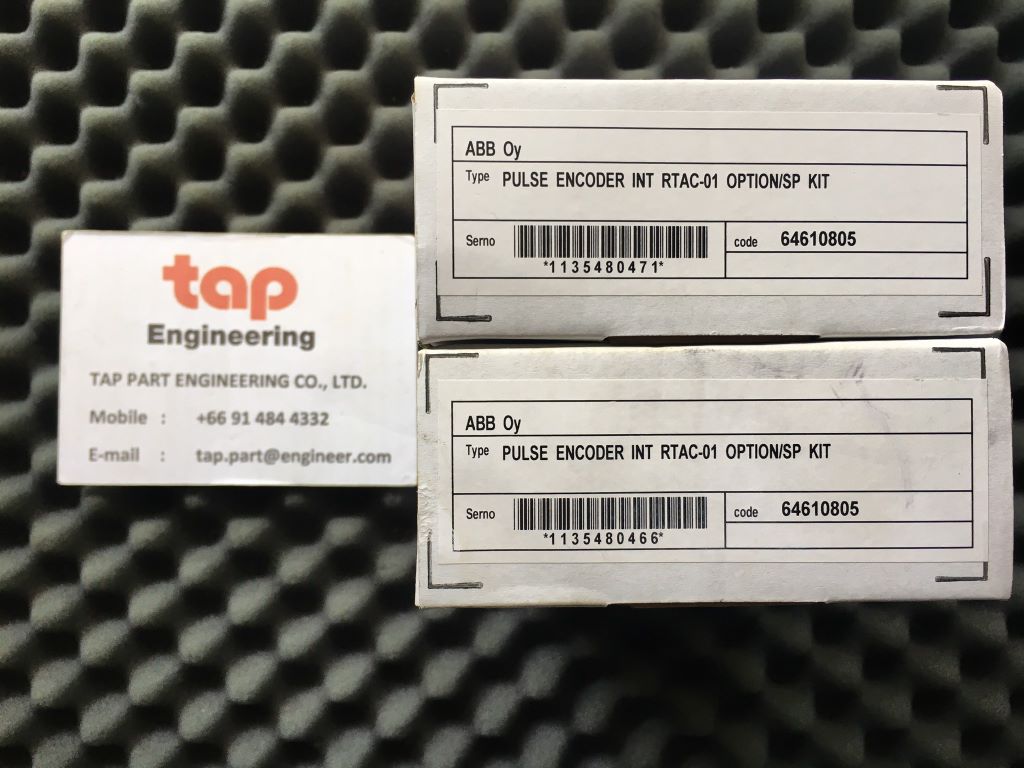 tap
Engineering
TAP PART ENGINEERING CO., LTD.
Mobile : +66 91 484 4332
E-mail : tap.part@engineer.com
ABB Oy
Type PULSE ENCODER INT RTAC-01 OPTION/SP KIT
Serno *1135480471* code 64610805
ABB Oy
Type PULSE ENCODER INT RTAC-01 OPTION/SP KIT
Serno *1135480466* code 64610805